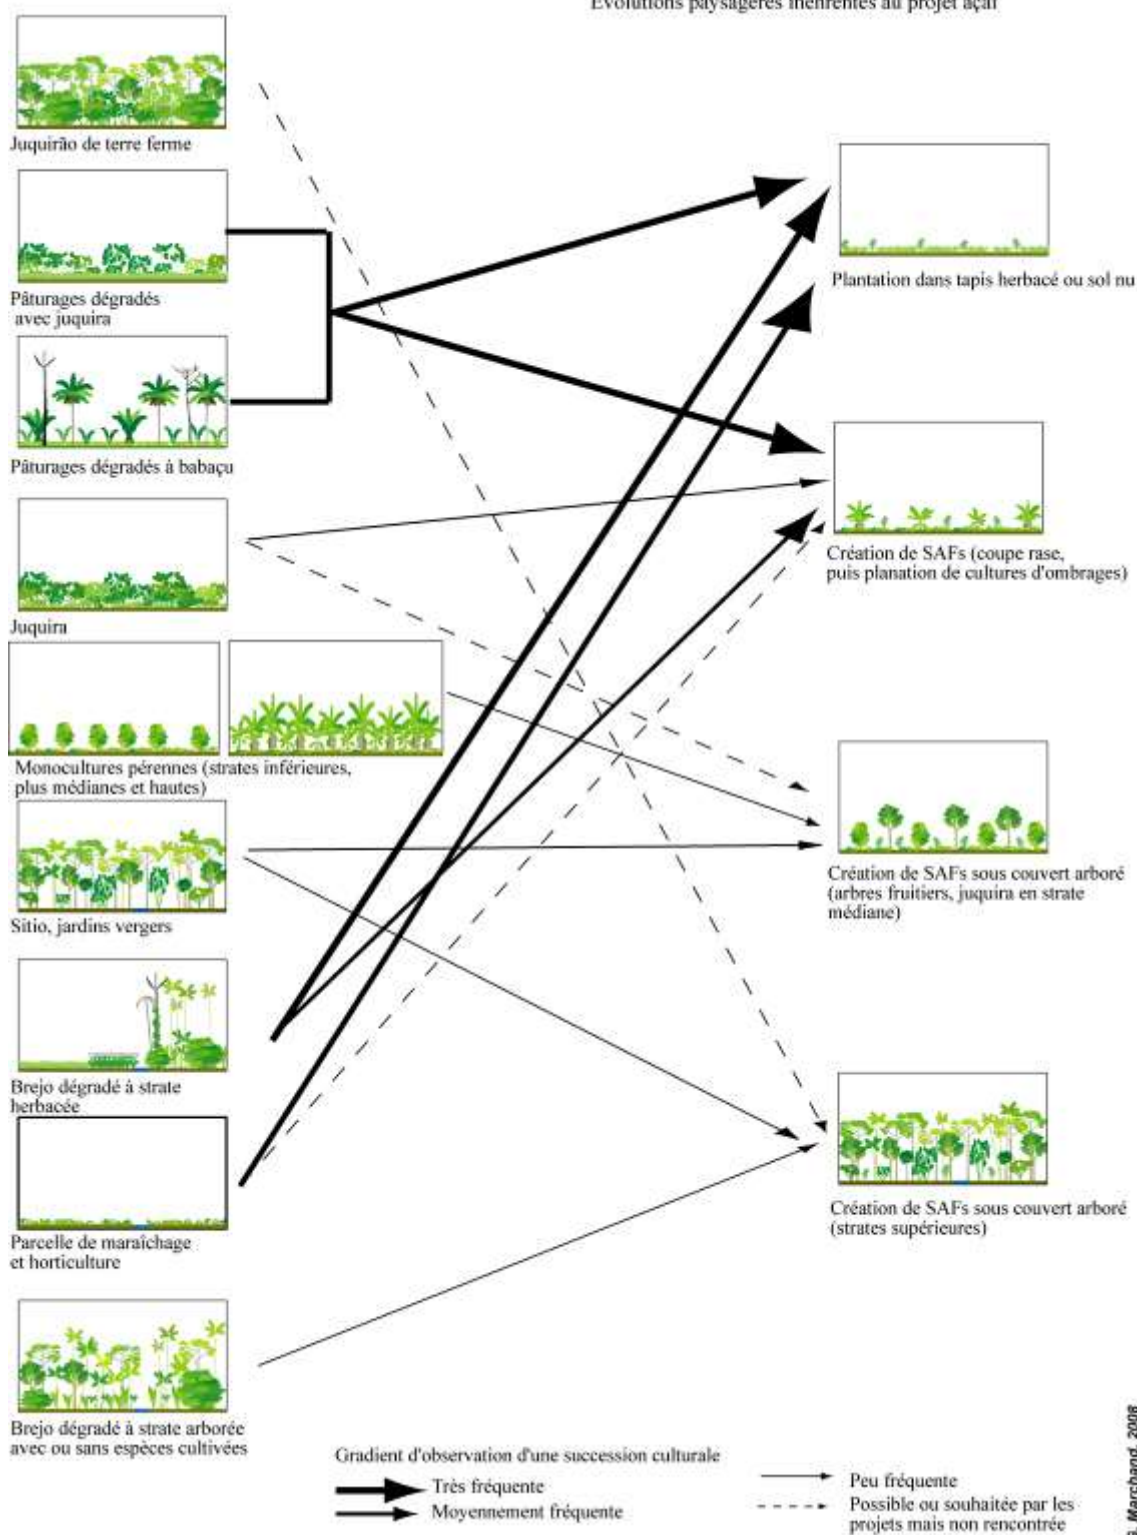 Evolutions paysagères inehrentes au projet açaí
Juquirão de terre ferme
Pâturages dégradés
avec juquira
Plantation dans tapis herbacé ou sol nu
Pâturages dégradés à babaçu
Création de SAFs (coupe rase,
puis planation de cultures d'ombrages)
Juquira
Monocultures pérennes (strates inférieures,
plus médianes et hautes)
Création de SAFs sous couvert arboré
(arbres fruitiers, juquira en strate
médiane)
Sitio, jardins vergers
Brejo dégradé à strate
herbacée
Création de SAFs sous couvert arboré
(strates supérieures)
Parcelle de maraîchage
et horticulture
Brejo dégradé à strate arborée
avec ou sans espèces cultivées
Gradient d'observation d'une succession culturale
Très fréquente
Moyennement fréquente
Peu fréquente
Possible ou souhaitée par les
projets mais non rencontrée
Marchand, 2008